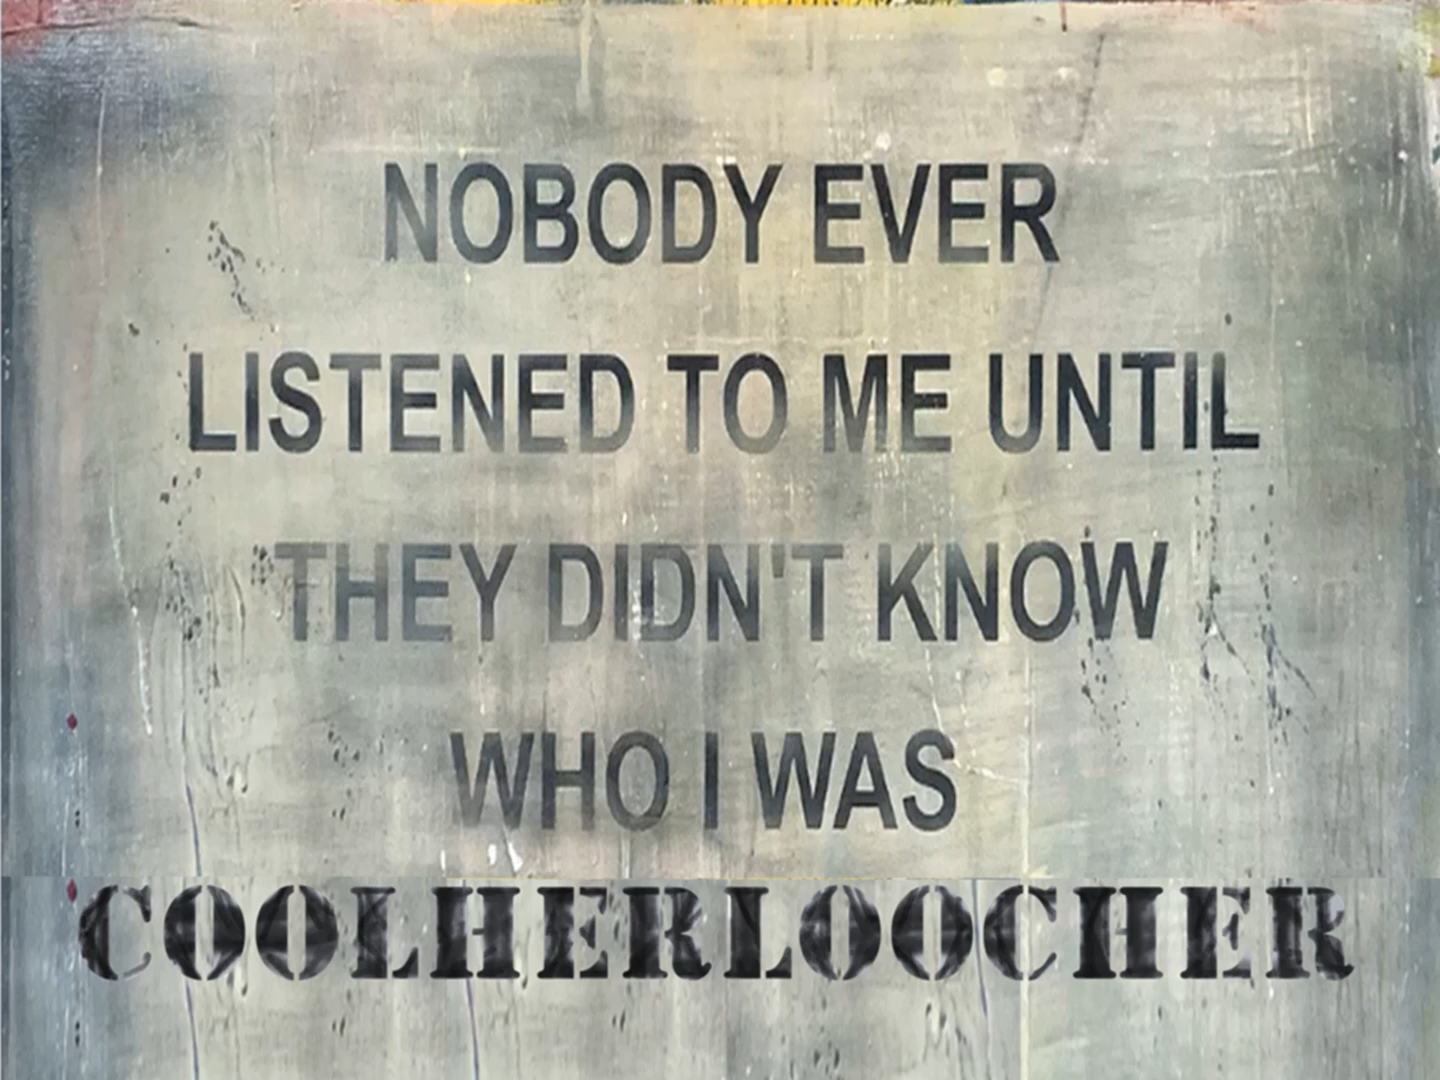 NOBODY EVER
LISTENED TO ME UNTIL
THEY DIDN'T KNOW
WHO I WAS
COOLHERLOOCHER